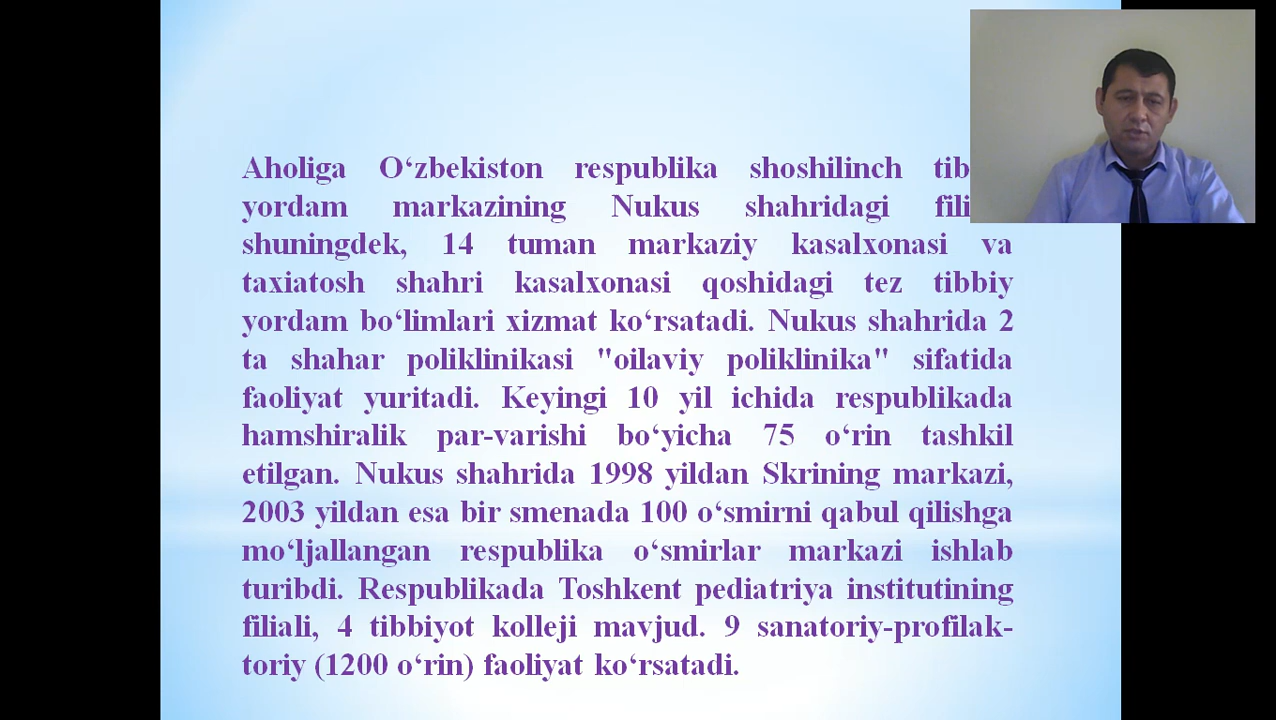 Aholiga O‘zbekiston respublika shoshilinch
yordam markazining Nukus shahridagi
shuningdek, 14 tuman markaziy kasalxonasi va
taxiatosh shahri kasalxonasi qoshidagi tez tibbiy
yordam bo‘limlari xizmat ko‘rsatadi. Nukus shahrida 2
ta shahar poliklinikasi "oilaviy poliklinika" sifatida
faoliyat yuritadi. Keyingi 10 yil ichida respublikada
hamshiralik par-varishi bo‘yicha 75 o‘rin tashkil
etilgan. Nukus shahrida 1998 yildan Skrining markazi,
2003 yildan esa bir smenada 100 o‘smirni qabul qilishga
mo‘ljallangan respublika o‘smirlar markazi ishlab
turibdi. Respublikada Toshkent pediatriya institutining
filiali, 4 tibbiyot kolleji mavjud. 9 sanatoriy-profilak-
toriy (1200 o‘rin) faoliyat ko‘rsatadi.